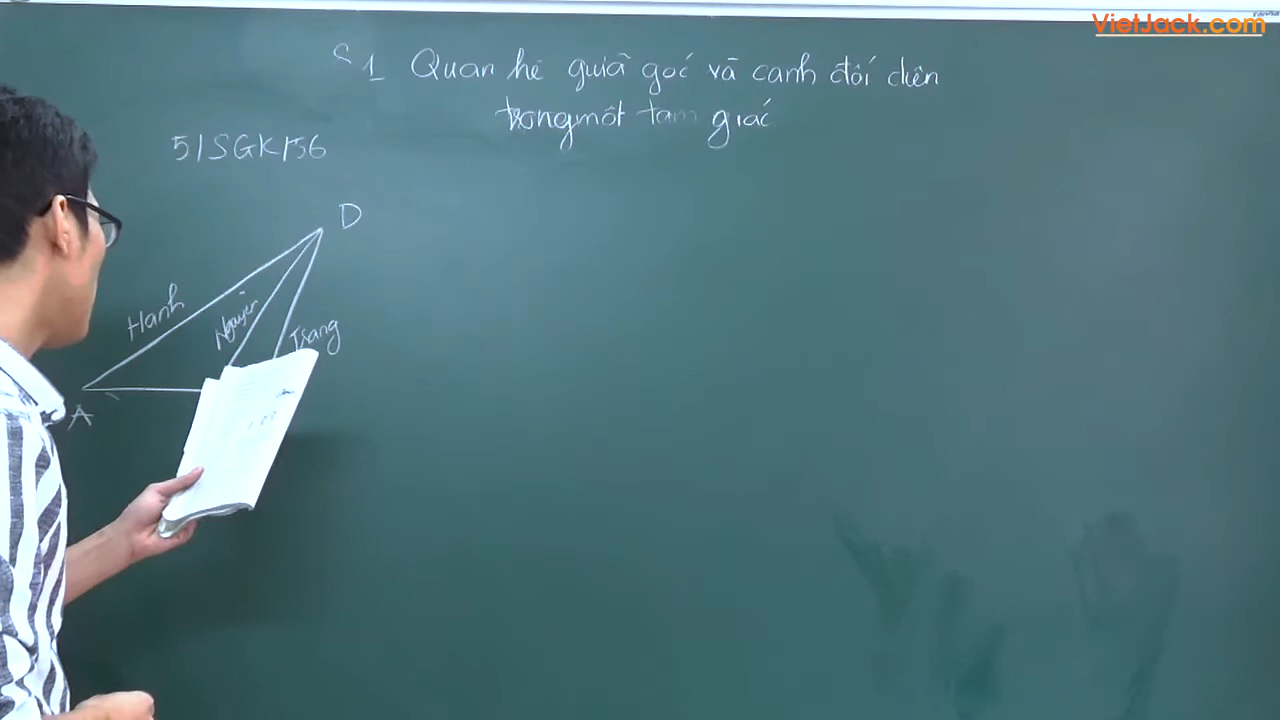 VietJack.com
§1 Quan hệ giữa góc và cạnh đối diện
trong một tam giác
5/SGK/56
D
Hạnh
Nguyên
Trang
A